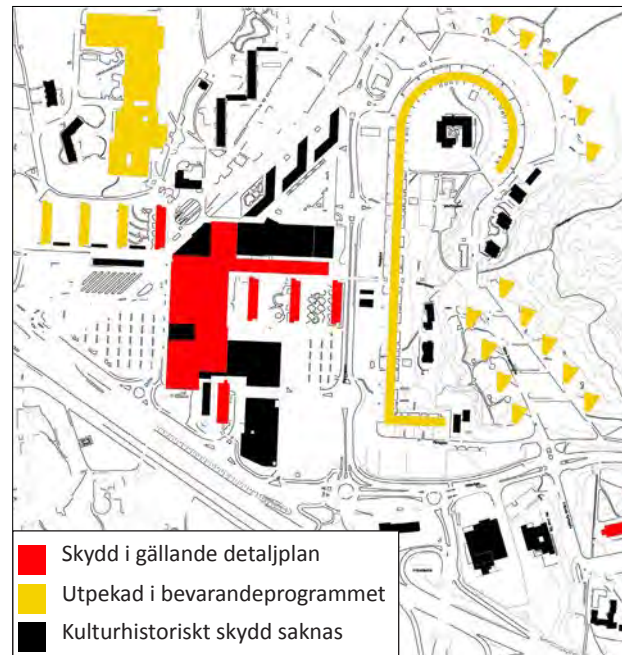 Skydd i gällande detaljplan
Utpekad i bevarandeprogrammet
Kulturhistoriskt skydd saknas